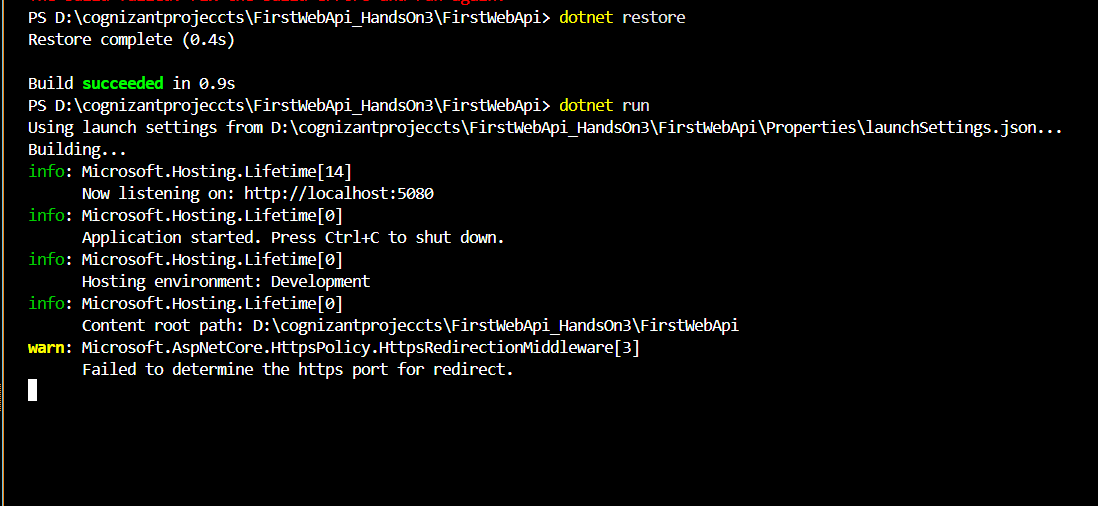 PS D:\cognizantprojeccts\FirstWebApi_HandsOn3\FirstWebApi> dotnet restore
Restore complete (0.4s)
Build succeeded in 0.9s
PS D:\cognizantprojeccts\FirstWebApi_HandsOn3\FirstWebApi> dotnet run
Using launch settings from D:\cognizantprojeccts\FirstWebApi_HandsOn3\FirstWebApi\Properties\launchSettings.json...
Building...
info: Microsoft.Hosting.Lifetime[14]
Now listening on: http://localhost:5080
info: Microsoft.Hosting.Lifetime[0]
Application started. Press Ctrl+C to shut down.
info: Microsoft.Hosting.Lifetime[0]
Hosting environment: Development
info: Microsoft.Hosting.Lifetime[0]
Content root path: D:\cognizantprojeccts\FirstWebApi_HandsOn3\FirstWebApi
warn: Microsoft.AspNetCore.HttpsPolicy.HttpsRedirectionMiddleware[3]
Failed to determine the https port for redirect.